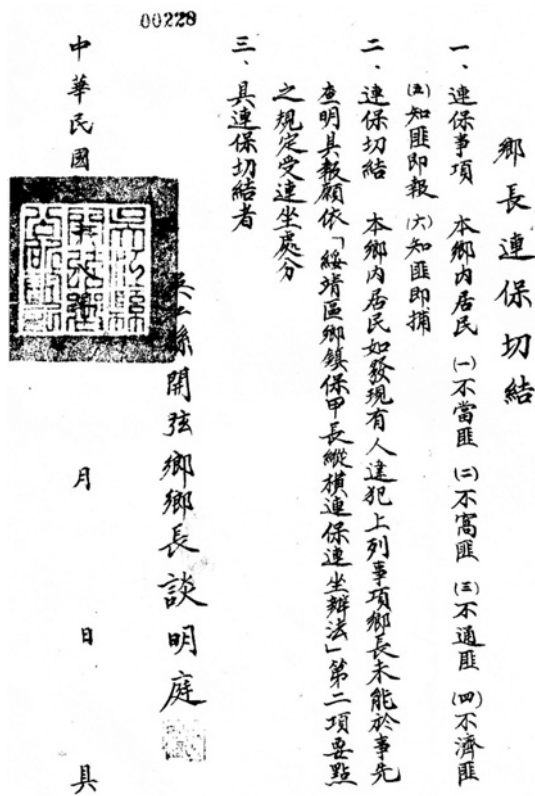 00228
鄉長連保切結
一、連保事項 本鄉內居民 ㈠不當匪 ㈡不窩匪 ㈢不通匪 ㈣不濟匪
㈤知匪即報 ㈥知匪即捕
二、連保切結 本鄉內居民如發現有人違犯上列事項鄉長未能於事先
查明具報願依「綏靖區鄉鎮保甲長縱橫連保連坐辦法」第二項要點
之規定受連坐處分
三、具連保切結者
吳江縣開弦鄉鄉長談明庭
中華民國 月 日 具